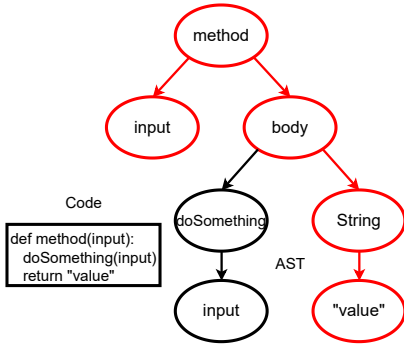 method
input
body
Code
doSomething
String
def method(input):
doSomething(input)
return "value"
AST
input
"value"